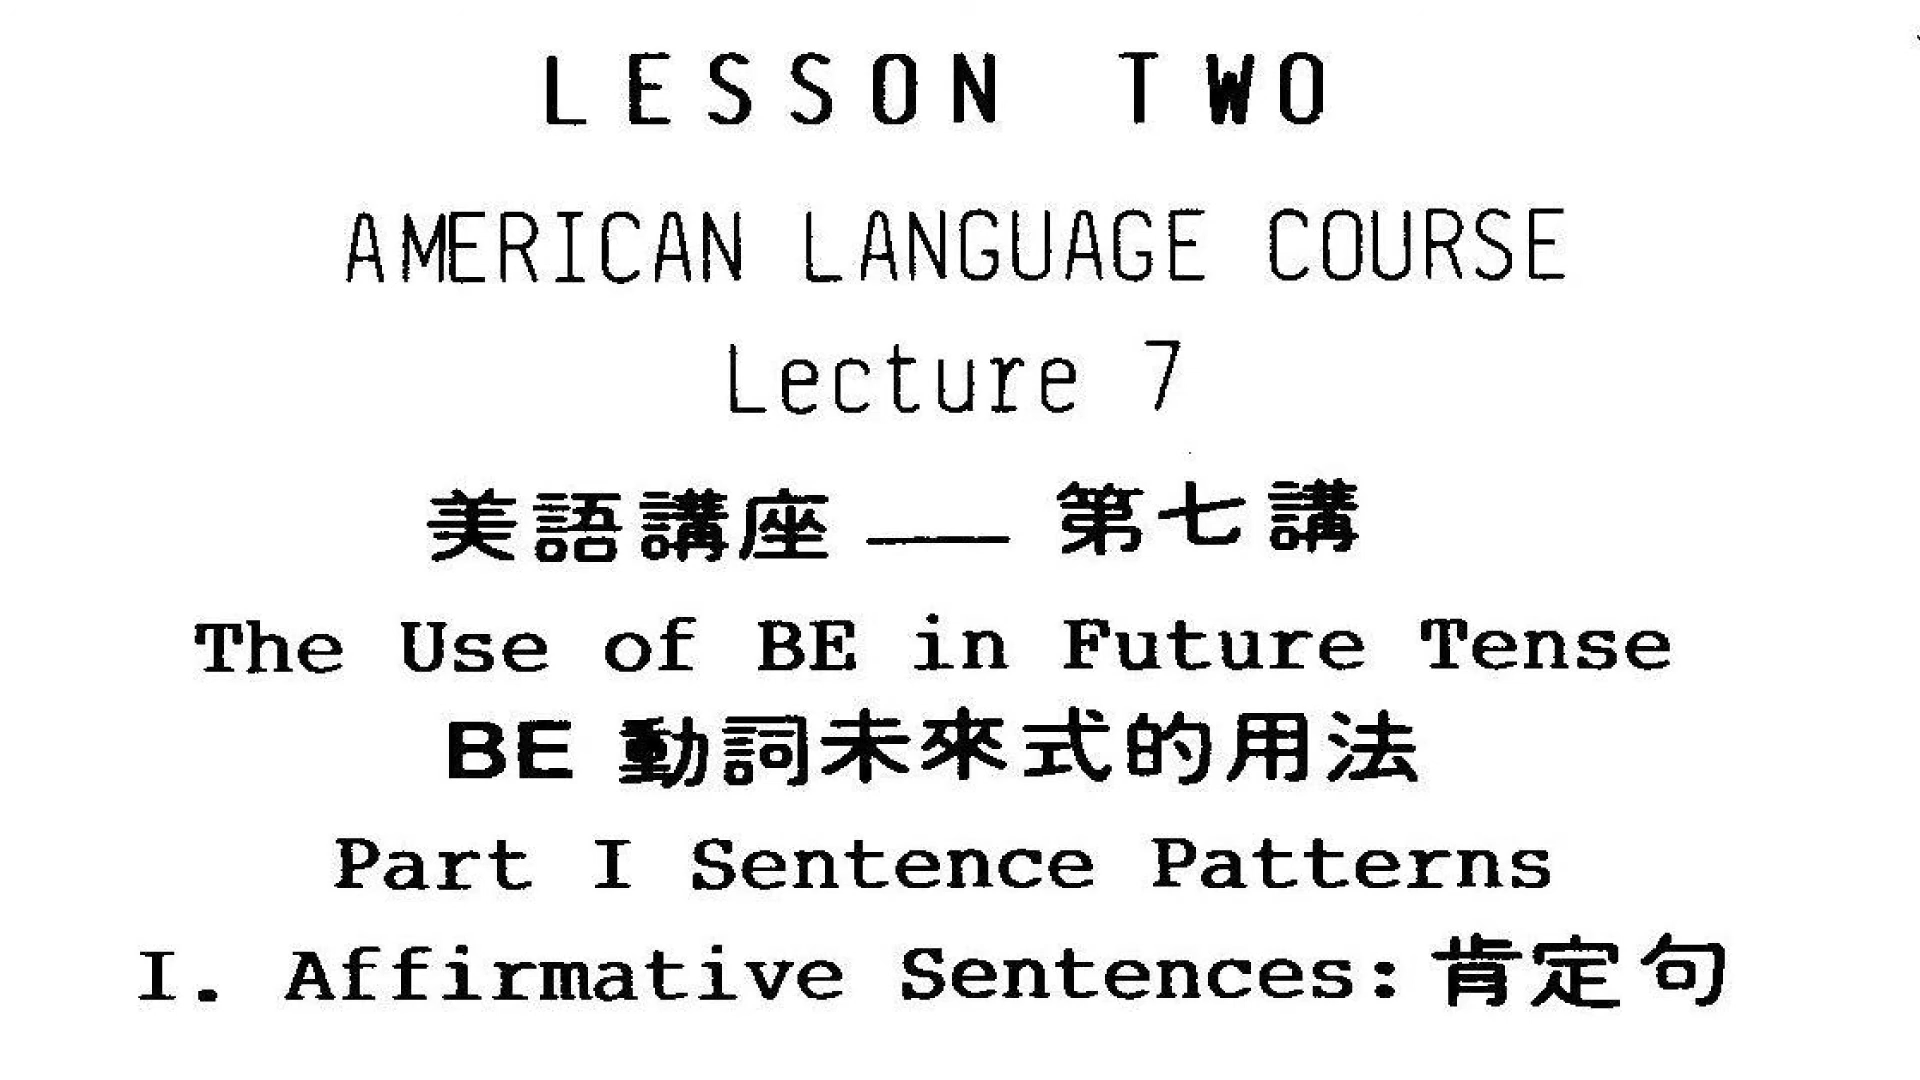 LESSON TWO
AMERICAN LANGUAGE COURSE
Lecture 7
美語講座 — 第七講
The Use of BE in Future Tense
BE 動詞未來式的用法
Part I Sentence Patterns
I. Affirmative Sentences: 肯定句